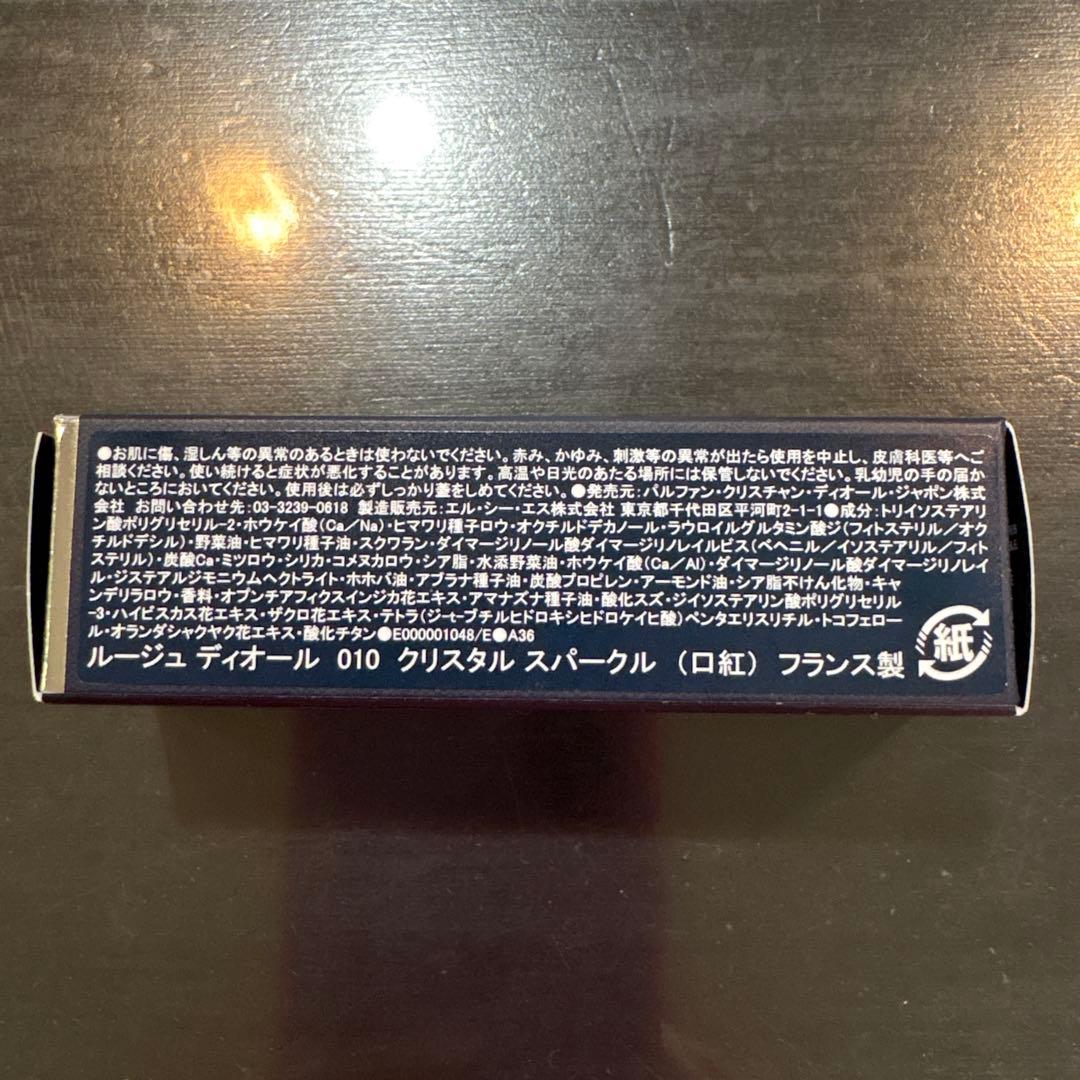 ●お肌に傷、湿しん等の異常のあるときは使わないでください。赤み、かゆみ、刺激等の異常が出たら使用を中止し、皮膚科医等へご
相談ください。使い続けると症状が悪化することがあります。高温や日光のあたる場所には保管しないでください。乳幼児の手の届か
ないところにおいてください。使用後は必ずしっかり蓋をしめてください。●発売元:パルファン・クリスチャン・ディオール・ジャポン株式
会社 お問い合わせ先:03-3239-0618 製造販売元:エル・シー・エス株式会社 東京都千代田区平河町2-1-1●成分:トリイソステアリ
ン酸ポリグリセリル-2・ホウケイ酸(Ca/Na)・ヒマワリ種子ロウ・オクチルドデカノール・ラウロイルグルタミン酸ジ(フィトステリル/オク
チルドデシル)・野菜油・ヒマワリ種子油・スクワラン・ダイマージリノール酸ダイマージリノレイルビス(ベヘニル/イソステアリル/フィト
ステリル)・炭酸Ca・ミツロウ・シリカ・コメヌカロウ・シア脂・水添野菜油・ホウケイ酸(Ca/Al)・ダイマージリノール酸ダイマージリノレイ
ル・ジステアルジモニウムヘクトライト・ホホバ油・アブラナ種子油・炭酸プロピレン・アーモンド油・シア脂不けん化物・キャ
ンデリラロウ・香料・オプンチアフィクスインジカ花エキス・アマナズナ種子油・酸化スズ・ジイソステアリン酸ポリグリセリル
-3・ハイビスカス花エキス・ザクロ花エキス・テトラ(ジ-t-ブチルヒドロキシヒドロケイヒ酸)ペンタエリスリチル・トコフェロー
ル・オランダシャクヤク花エキス・酸化チタン●E000001048/E●A36
ルージュ ディオール 010 クリスタル スパークル (口紅) フランス製
紙